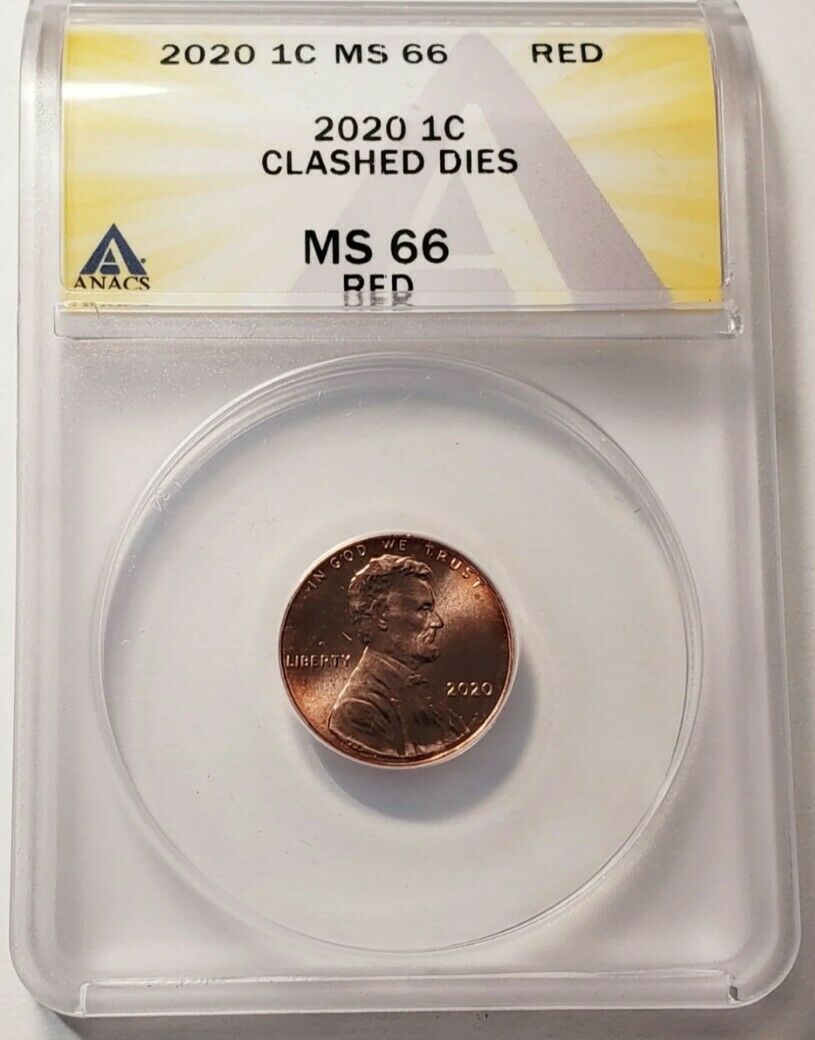 2020 1C MS 66 RED
2020 1C
CLASHED DIES
MS 66
RED
ANACS
IN GOD WE TRUST
LIBERTY
2020